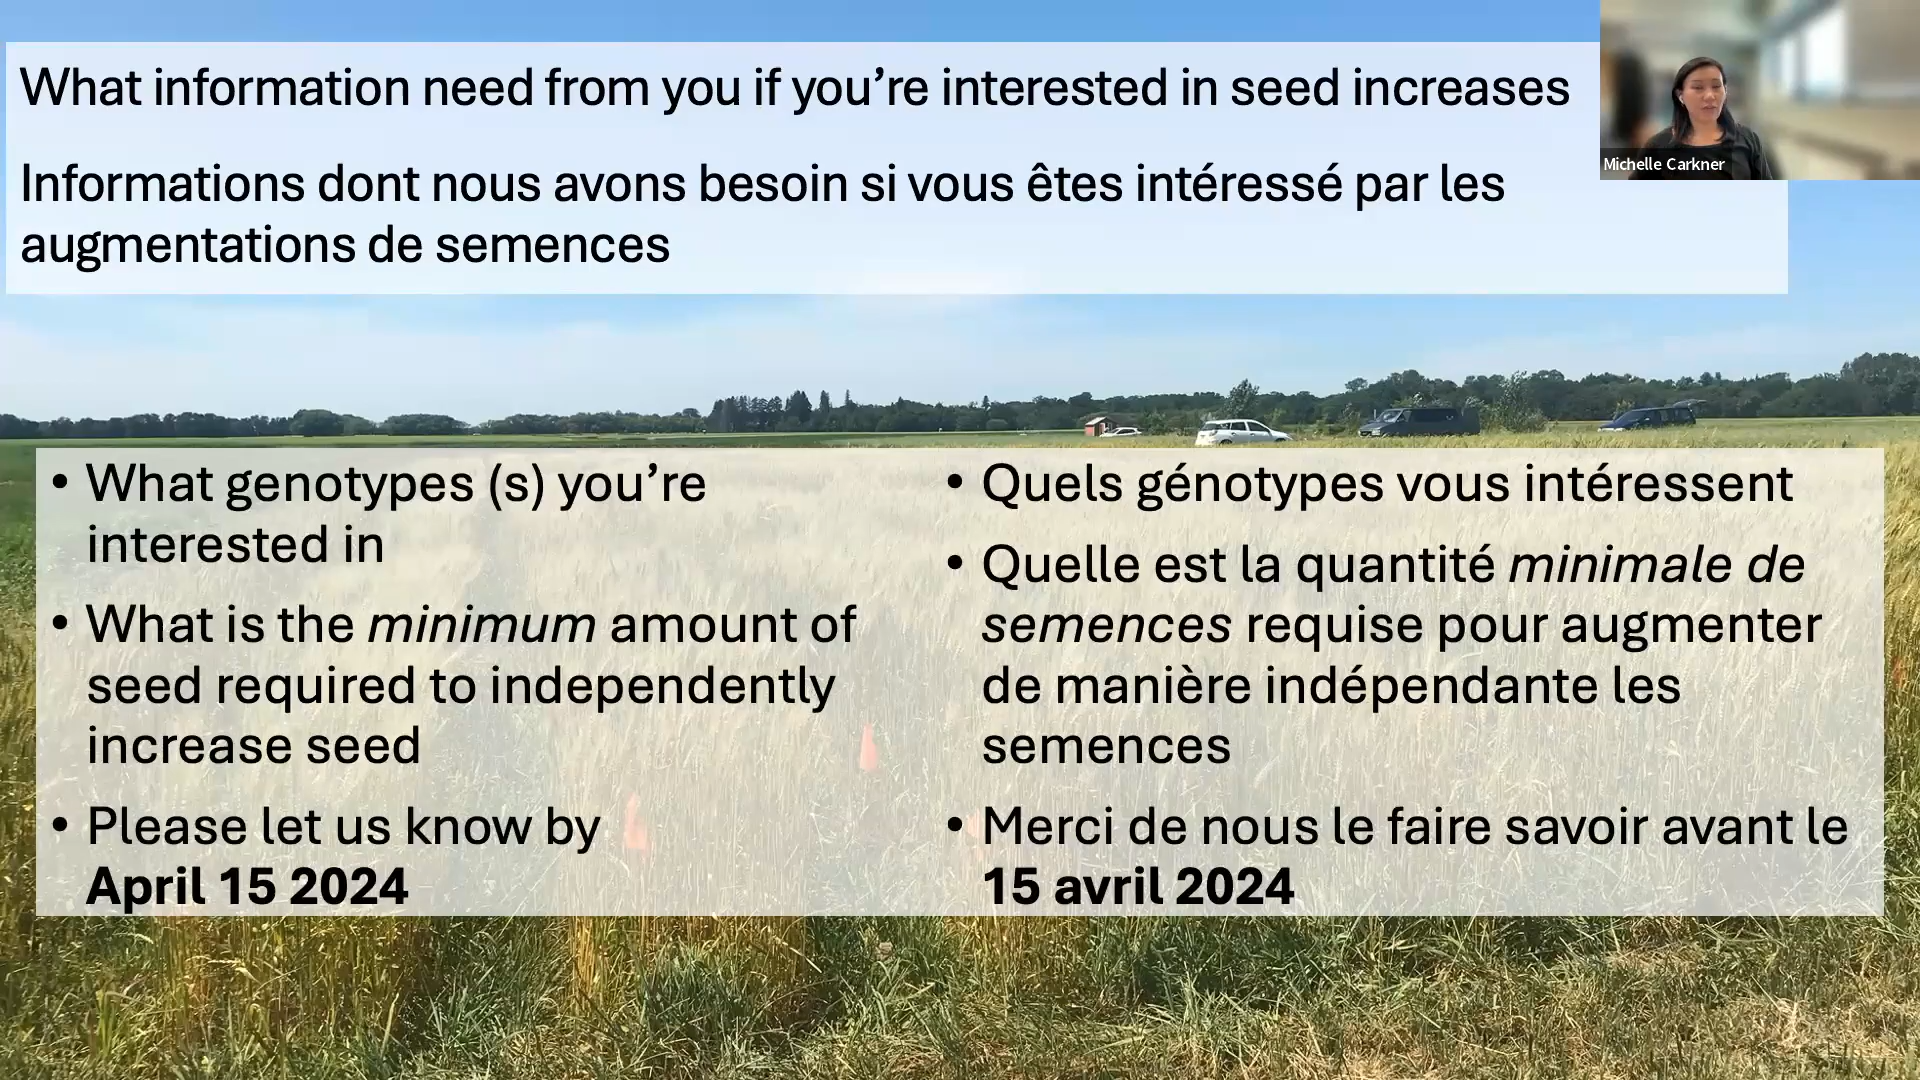 What information need from you if you’re interested in seed increases
Informations dont nous avons besoin si vous êtes intéressé par les
augmentations de semences
Michelle Carkner
• What genotypes (s) you’re
interested in
• What is the minimum amount of
seed required to independently
increase seed
• Please let us know by
April 15 2024
• Quels génotypes vous intéressent
• Quelle est la quantité minimale de
semences requise pour augmenter
de manière indépendante les
semences
• Merci de nous le faire savoir avant le
15 avril 2024